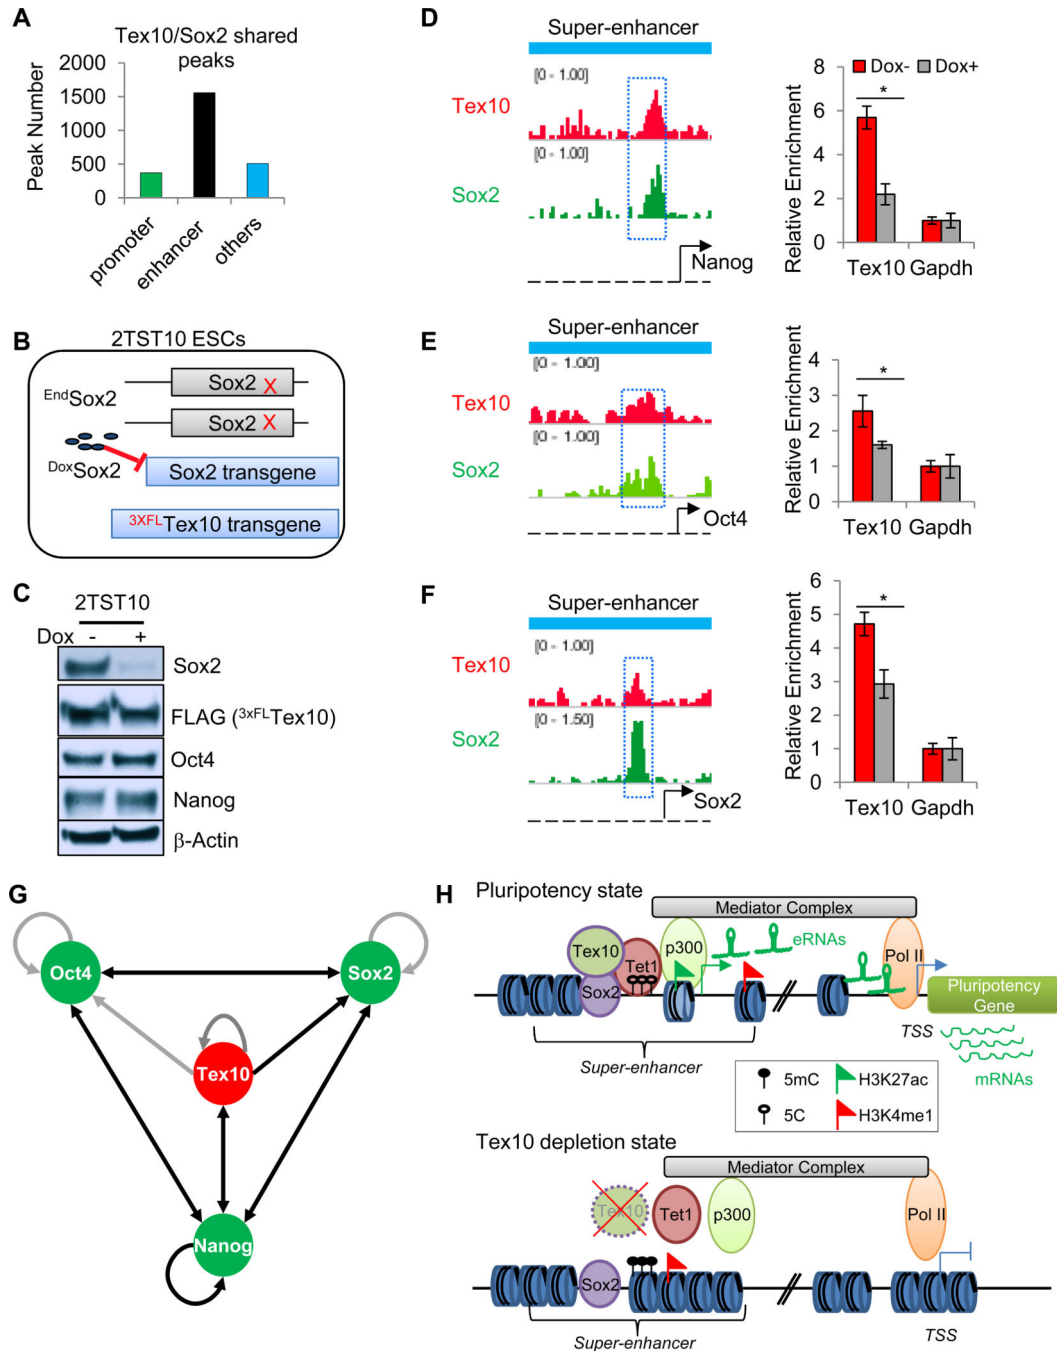 A
Tex10/Sox2 shared
peaks
Peak Number
2000
1500
1000
500
0
promoter
enhancer
others
B
2TST10 ESCs
EndSox2
Sox2 X
Sox2 X
DoxSox2
Sox2 transgene
3XFLTex10 transgene
C
2TST10
Dox - +
Sox2
FLAG (3xFLTex10)
Oct4
Nanog
β-Actin
D
Super-enhancer
[0 - 1.00]
Tex10
[0 - 1.00]
Sox2
Nanog
Relative Enrichment
8
6
4
2
0
Dox- Dox+
*
Tex10 Gapdh
E
Super-enhancer
[0 - 1.00]
Tex10
[0 - 1.00]
Sox2
Oct4
Relative Enrichment
4
3
2
1
0
*
Tex10 Gapdh
F
Super-enhancer
[0 - 1.00]
Tex10
[0 - 1.50]
Sox2
Sox2
Relative Enrichment
6
5
4
3
2
1
0
*
Tex10 Gapdh
G
Oct4
Sox2
Tex10
Nanog
H
Pluripotency state
Mediator Complex
Tex10
Tet1
p300
Sox2
eRNAs
Pol II
Pluripotency
Gene
TSS
mRNAs
Super-enhancer
5mC
H3K27ac
5C
H3K4me1
Tex10 depletion state
Mediator Complex
Tex10
Tet1
p300
Pol II
Sox2
Super-enhancer
TSS